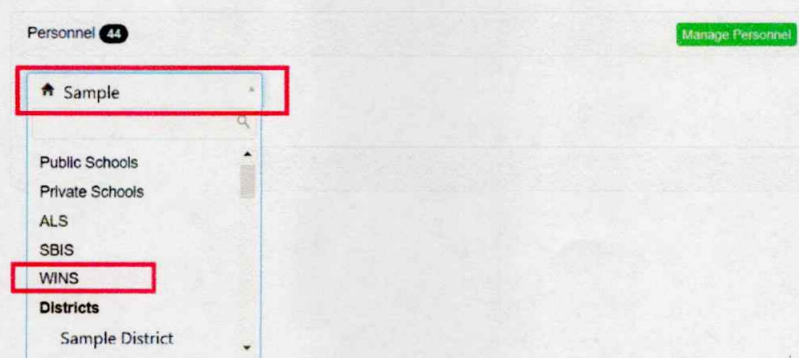 Personnel 44
Manage Personnel
Sample
Public Schools
Private Schools
ALS
SBIS
WINS
Districts
Sample District